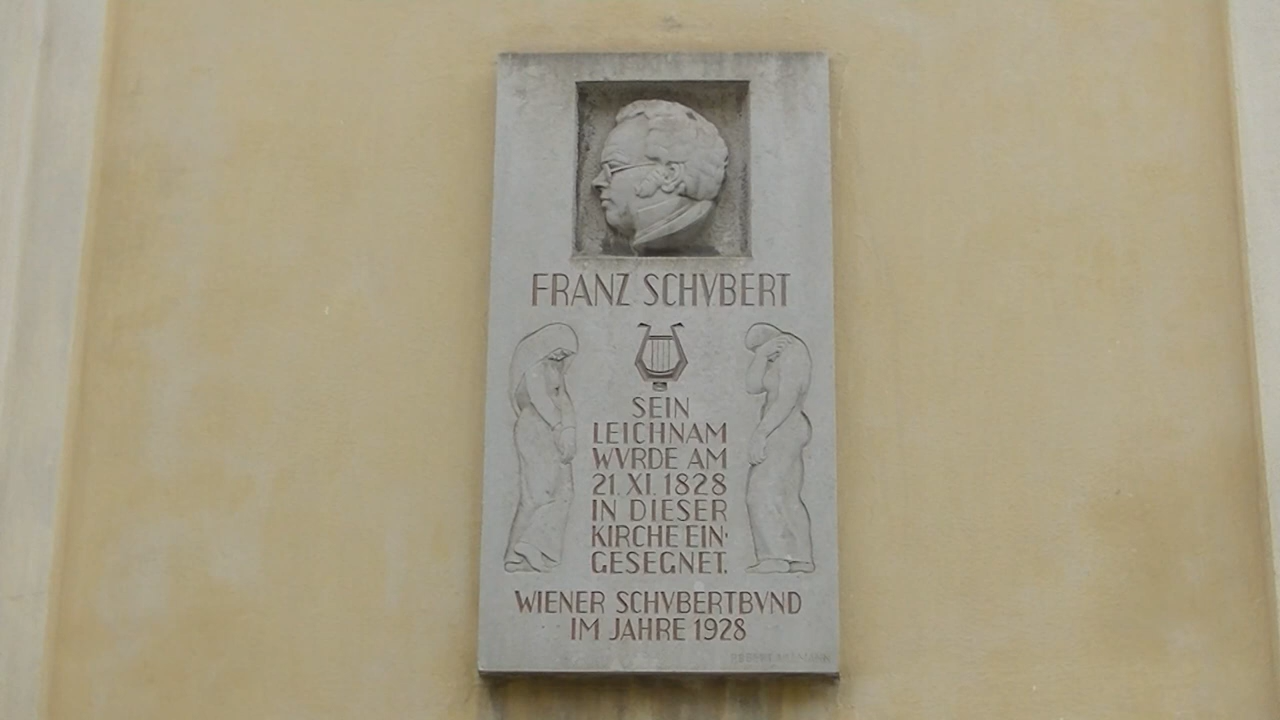 FRANZ SCHVBERT
SEIN
LEICHNAM
WVRDE AM
21. XI. 1828
IN DIESER
KIRCHE EIN-
GESEGNET.
WIENER SCHVBERTBVND
IM JAHRE 1928